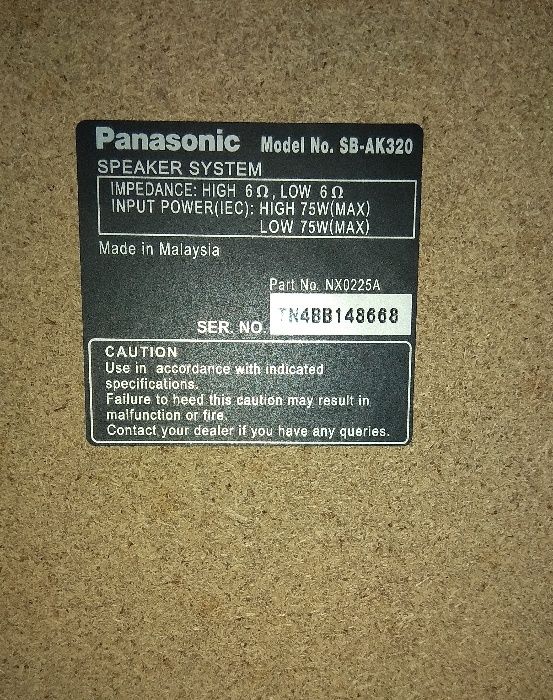 Panasonic Model No. SB-AK320
SPEAKER SYSTEM
IMPEDANCE: HIGH 6Ω, LOW 6Ω
INPUT POWER(IEC): HIGH 75W(MAX)
LOW 75W(MAX)
Made in Malaysia
Part No. NX0225A
SER. NO. TN4BB148668
CAUTION
Use in accordance with indicated
specifications.
Failure to heed this caution may result in
malfunction or fire.
Contact your dealer if you have any queries.